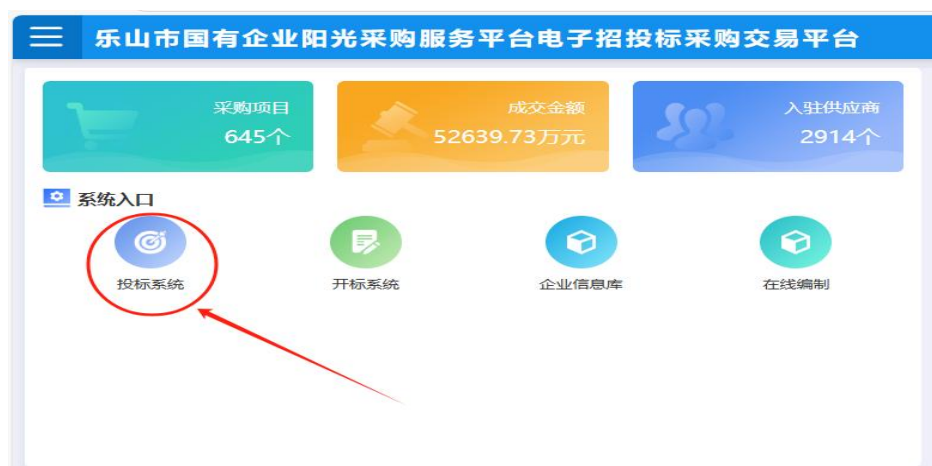 乐山市国有企业阳光采购服务平台电子招投标采购交易平台
采购项目
645个
成交金额
52639.73万元
入驻供应商
2914个
系统入口
投标系统
开标系统
企业信息库
在线编制